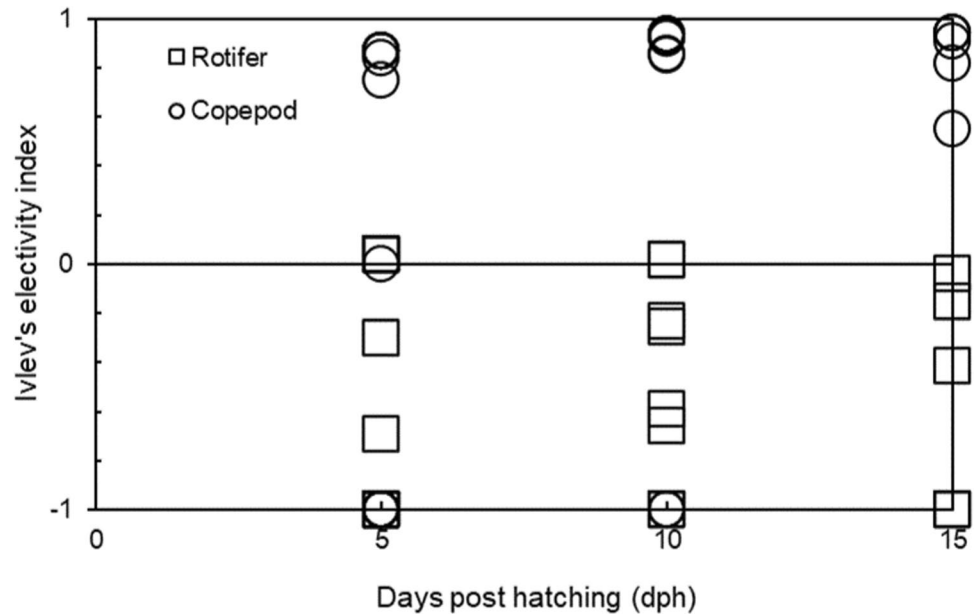 1
Rotifer
Copepod
Ivlev's electivity index
0
-1
0 5 10 15
Days post hatching (dph)